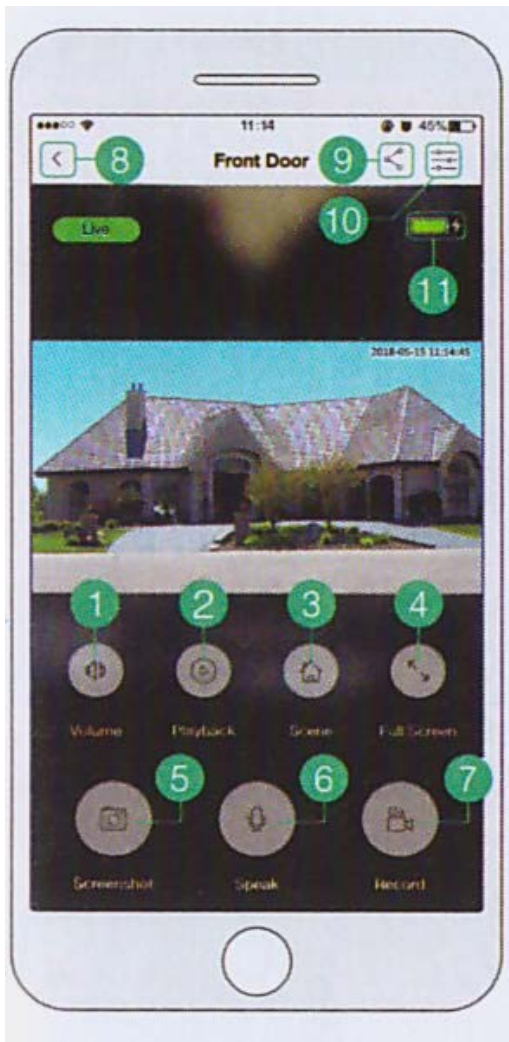 11:14 45%
8 Front Door 9
10
Live
11
2018-05-15 11:14:45
1 2 3 4
Volume Playback Scene Full Screen
5 6 7
Screenshot Speak Record